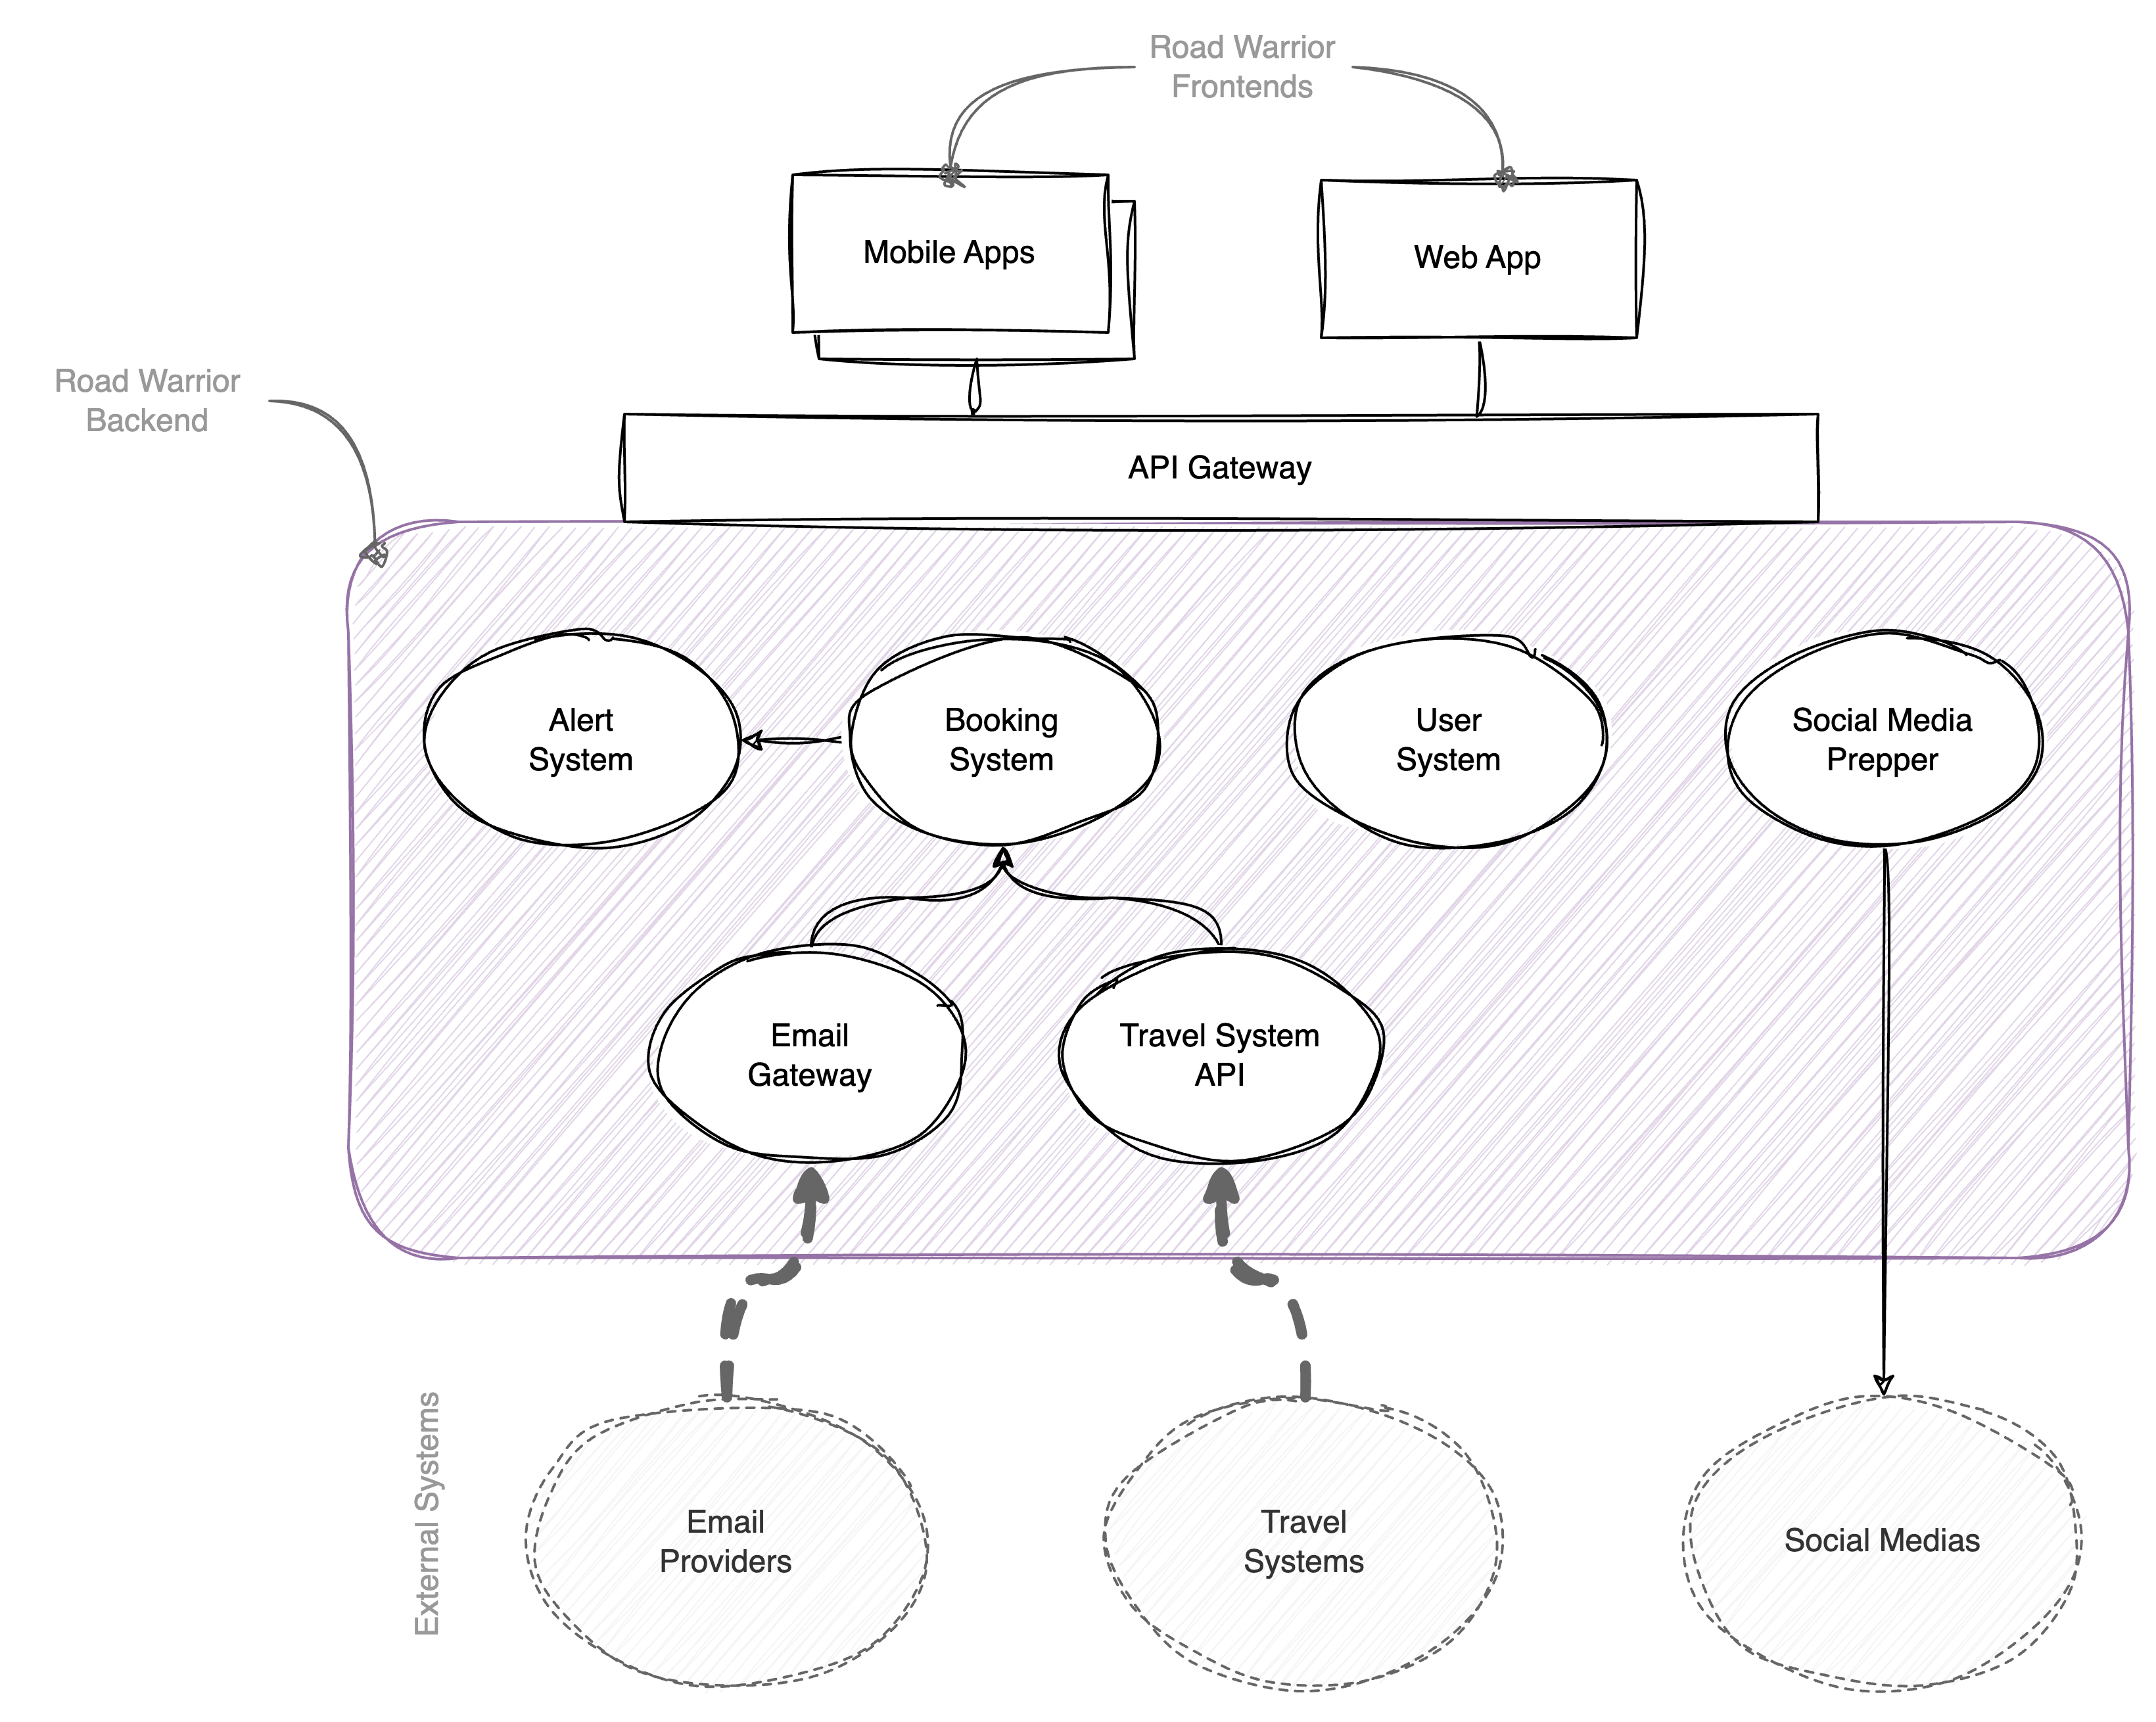 Road Warrior
Frontends
Mobile Apps
Web App
Road Warrior
Backend
API Gateway
Alert
System
Booking
System
User
System
Social Media
Prepper
Email
Gateway
Travel System
API
External Systems
Email
Providers
Travel
Systems
Social Medias